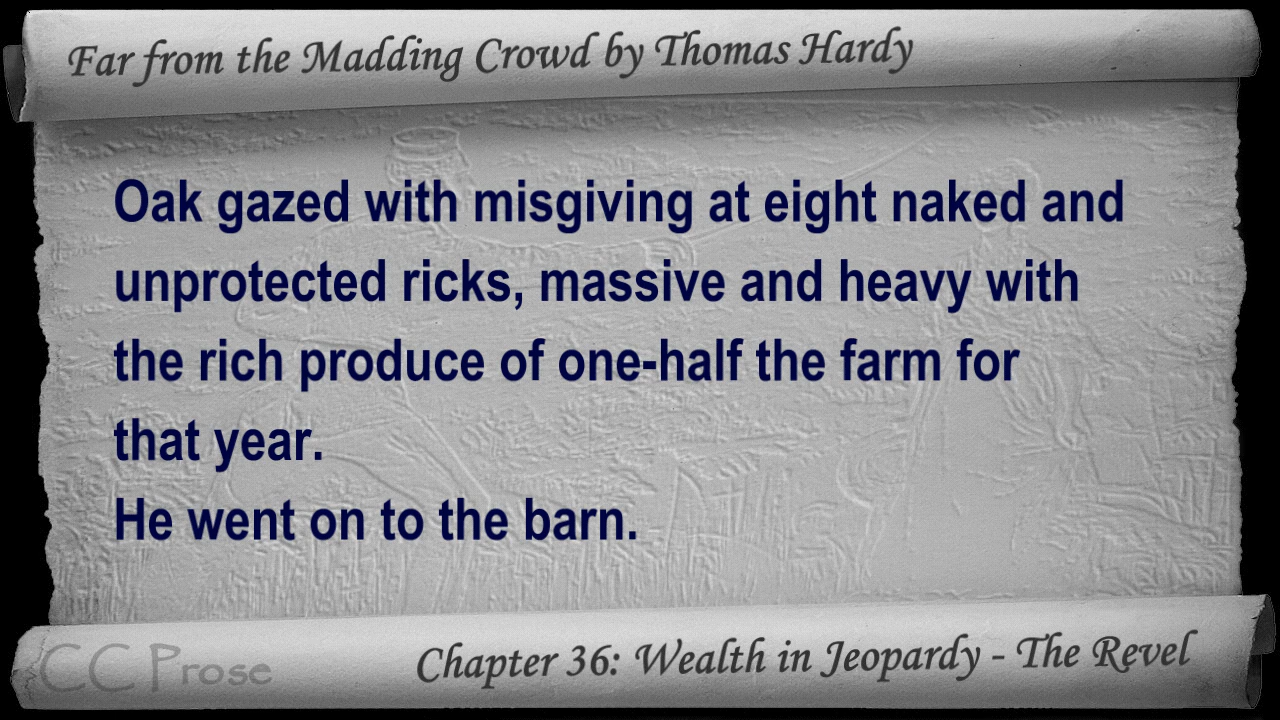 Far from the Madding Crowd by Thomas Hardy
Oak gazed with misgiving at eight naked and
unprotected ricks, massive and heavy with
the rich produce of one-half the farm for
that year.
He went on to the barn.
CC Prose
Chapter 36: Wealth in Jeopardy - The Revel